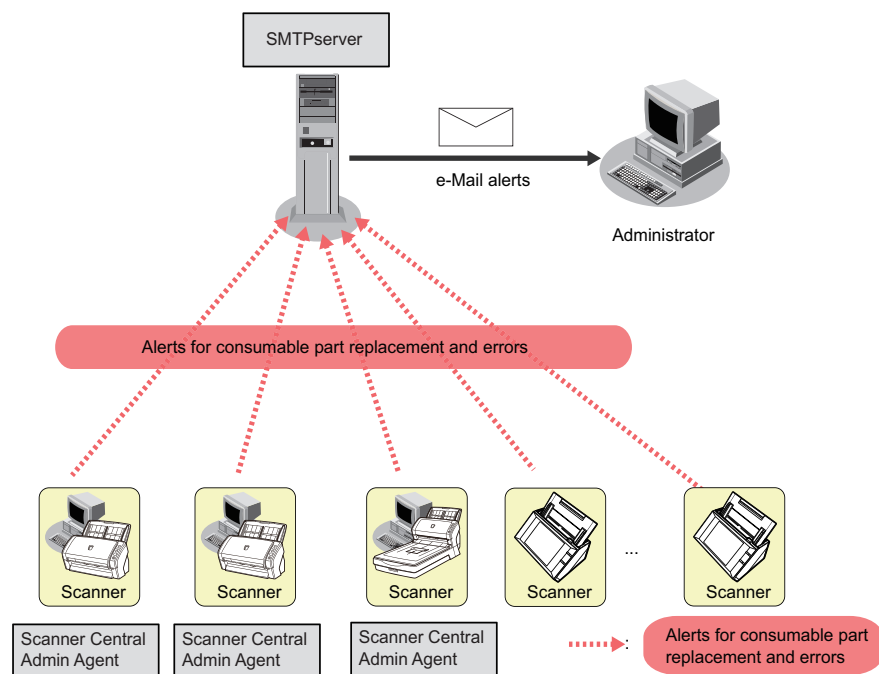 SMTPserver
e-Mail alerts
Administrator
Alerts for consumable part replacement and errors
Scanner
Scanner
Scanner
Scanner
...
Scanner
Scanner Central
Admin Agent
Scanner Central
Admin Agent
Scanner Central
Admin Agent
:
Alerts for consumable part
replacement and errors